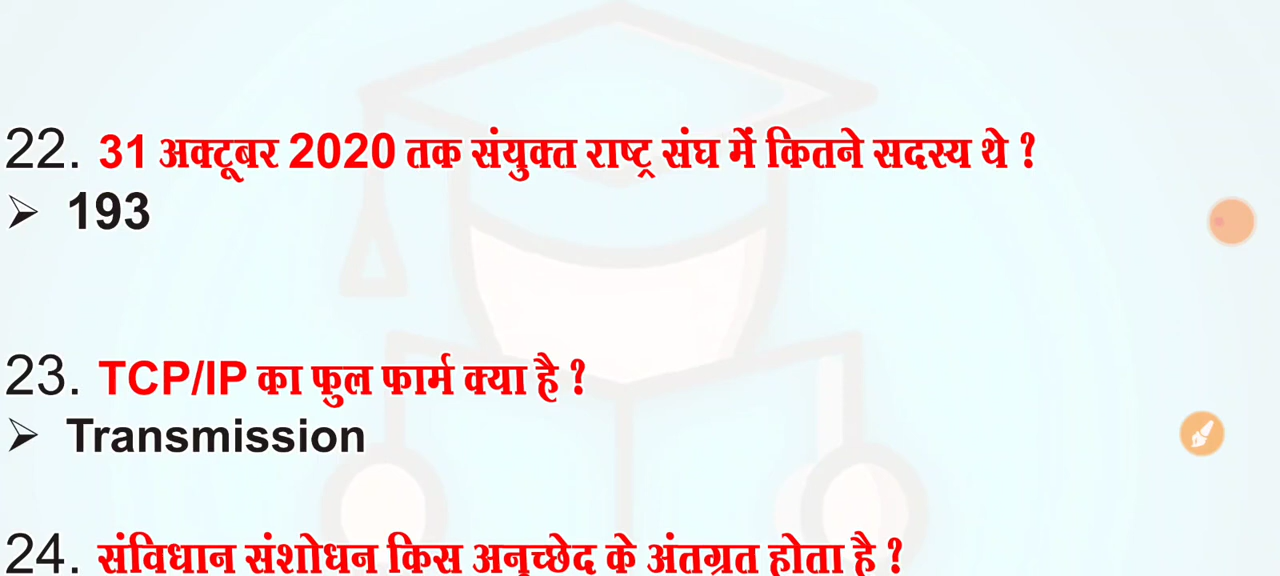 22. 31 अक्टूबर 2020 तक संयुक्त राष्ट्र संघ में कितने सदस्य थे ?
➢ 193
23. TCP/IP का फुल फार्म क्या है ?
➢ Transmission
24. संविधान संशोधन किस अनुच्छेद के अंतग्रत होता है ?